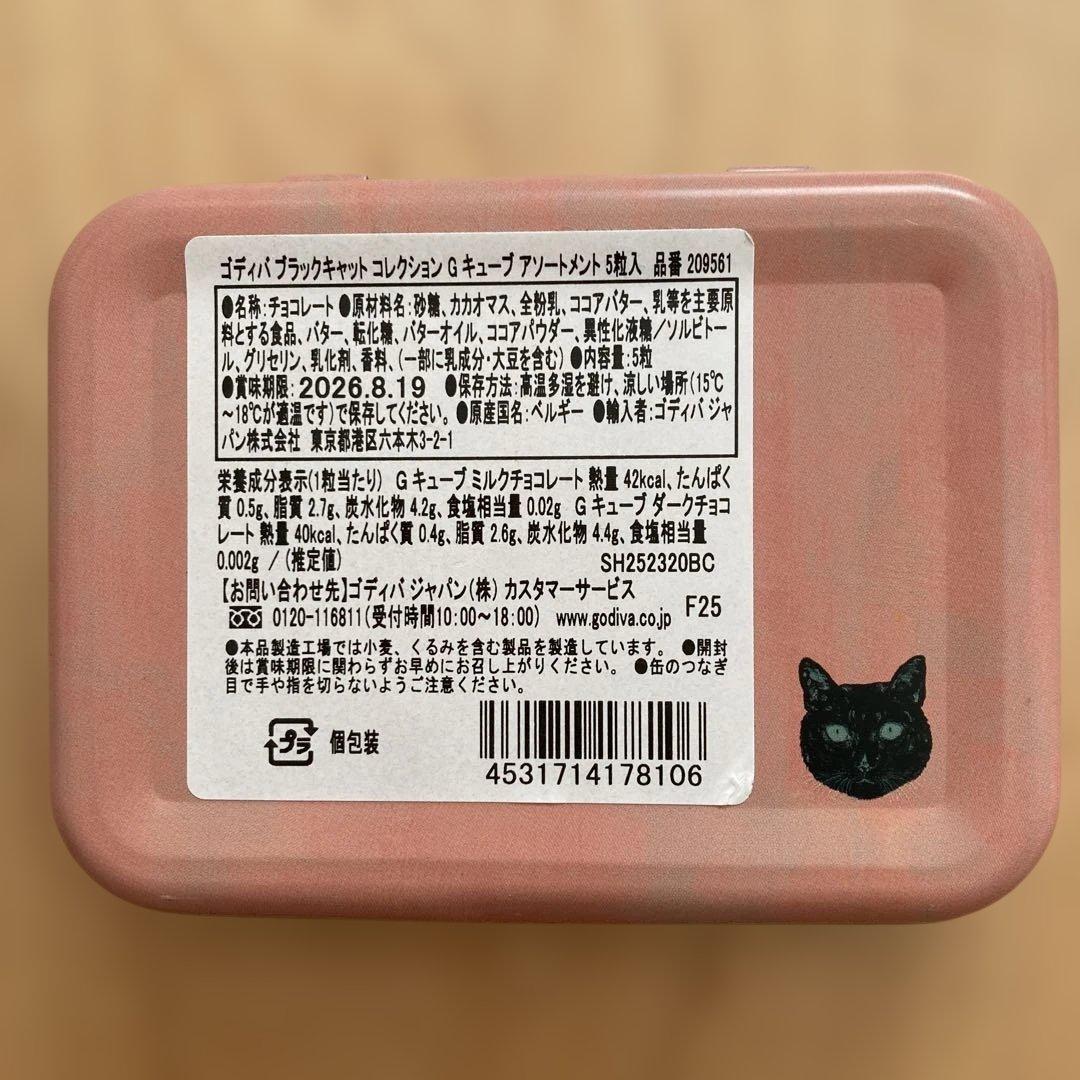 ゴディバ ブラックキャット コレクション G キューブ アソートメント 5粒入 品番 209561
●名称:チョコレート ●原材料名:砂糖、カカオマス、全粉乳、ココアバター、乳等を主要原
料とする食品、バター、転化糖、バターオイル、ココアパウダー、異性化液糖/ソルビトー
ル、グリセリン、乳化剤、香料、(一部に乳成分・大豆を含む) ●内容量:5粒
●賞味期限:2026.8.19 ●保存方法:高温多湿を避け、涼しい場所(15℃
~18℃が適温です)で保存してください。 ●原産国名:ベルギー ●輸入者:ゴディバ ジャ
パン株式会社 東京都港区六本木3-2-1
栄養成分表示(1粒当たり) G キューブ ミルクチョコレート 熱量 42kcal、たんぱく
質 0.5g、脂質 2.7g、炭水化物 4.2g、食塩相当量 0.02g G キューブ ダークチョコ
レート 熱量 40kcal、たんぱく質 0.4g、脂質 2.6g、炭水化物 4.4g、食塩相当量
0.002g / (推定値) SH252320BC
【お問い合わせ先】ゴディバ ジャパン(株) カスタマーサービス
0120-116811(受付時間10:00~18:00) www.godiva.co.jp F25
●本品製造工場では小麦、くるみを含む製品を製造しています。 ●開封
後は賞味期限に関わらずお早めにお召し上がりください。 ●缶のつなぎ
目で手や指を切らないようご注意ください。
プラ 個包装
4531714178106